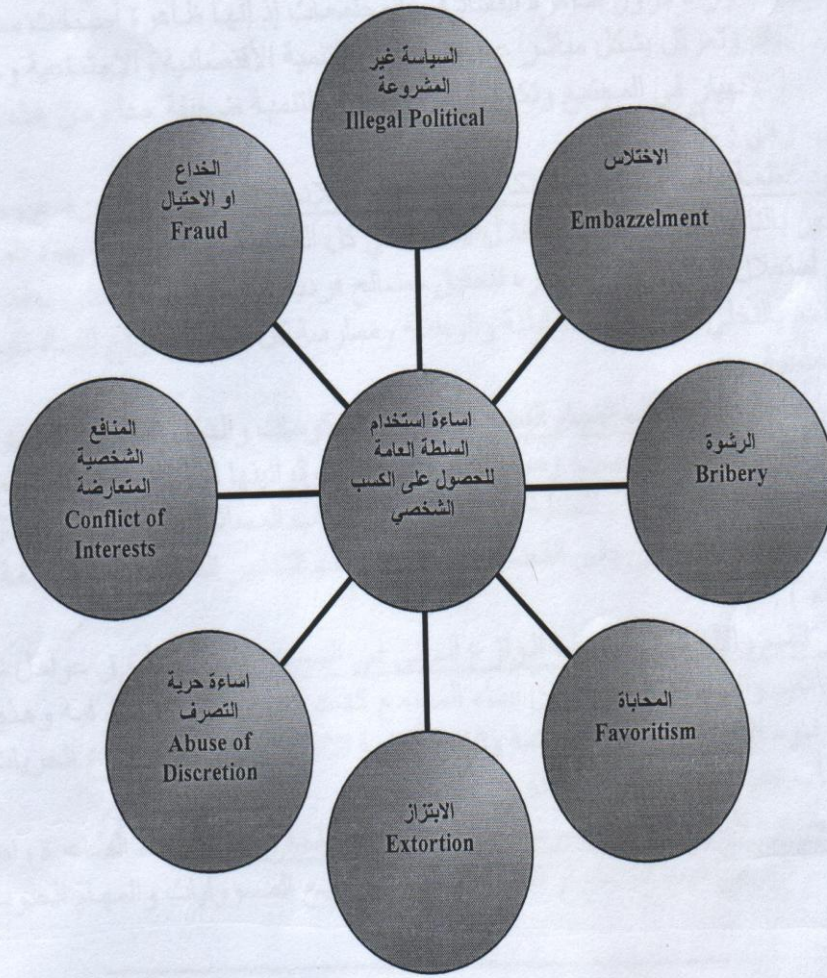 السياسة غير
المشروعة
Illegal Political
الاختلاس
Embazzelment
الرشوة
Bribery
المحاباة
Favoritism
الابتزاز
Extortion
اساءة حرية
التصرف
Abuse of
Discretion
المنافع
الشخصية
المتعارضة
Conflict of
Interests
الخداع
او الاحتيال
Fraud
اساءة استخدام
السلطة العامة
للحصول على الكسب
الشخصي